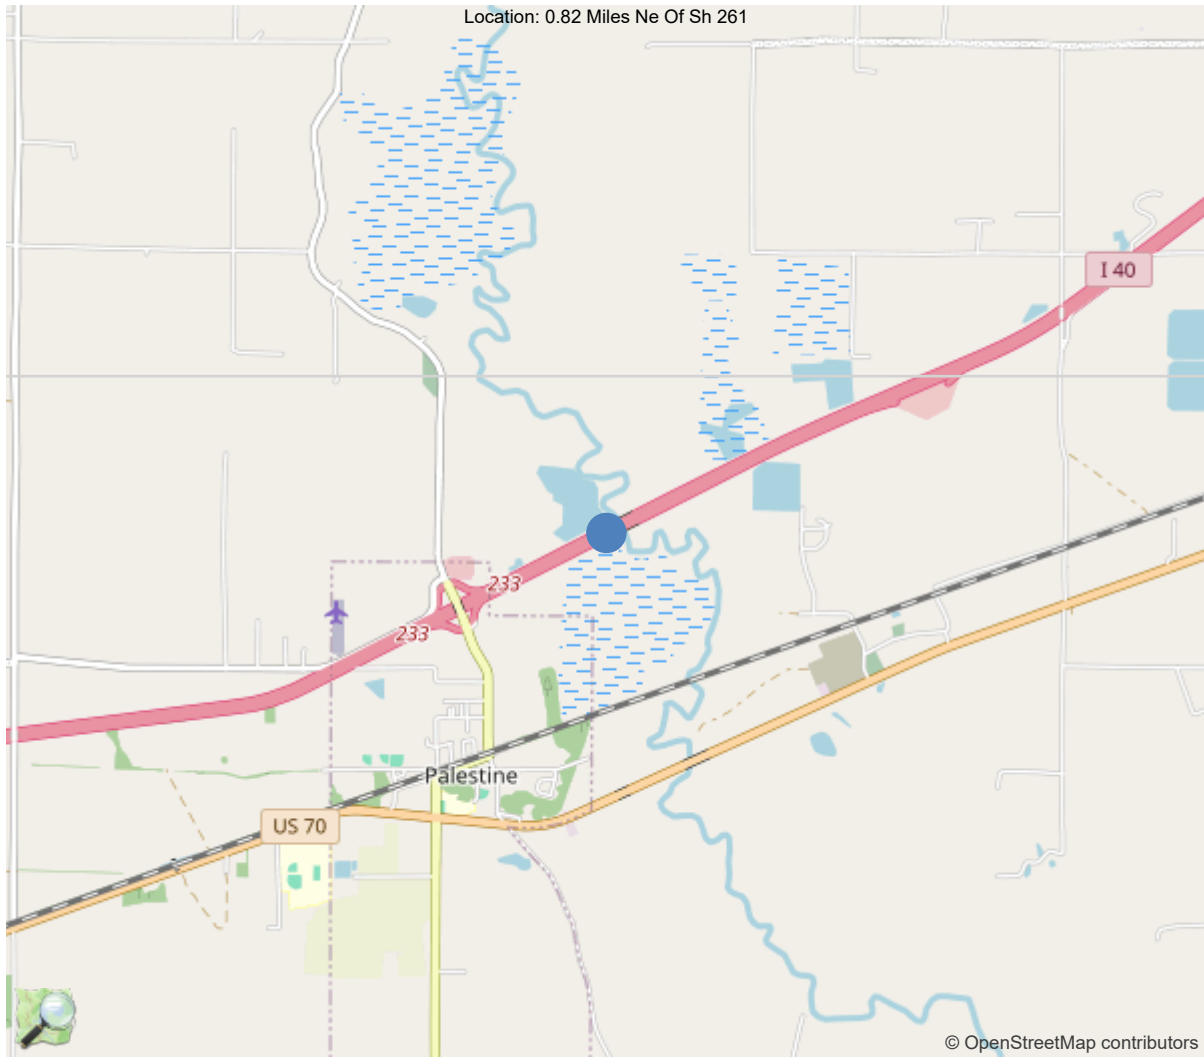 Location: 0.82 Miles Ne Of Sh 261
I 40
233
233
Palestine
US 70
© OpenStreetMap contributors